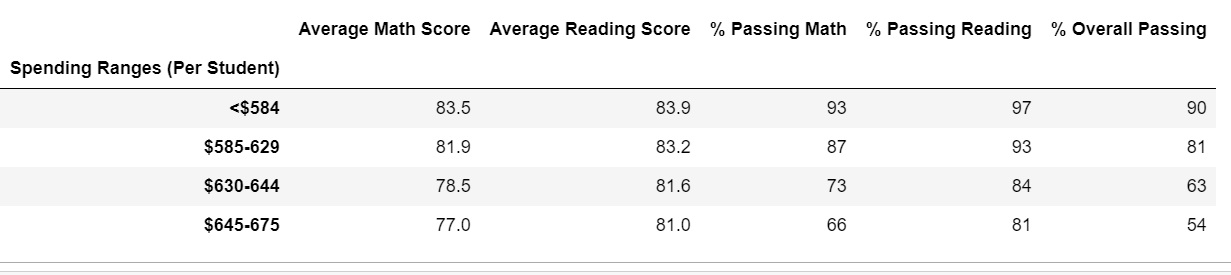 Average Math Score Average Reading Score % Passing Math % Passing Reading % Overall Passing
Spending Ranges (Per Student)
<$584 83.5 83.9 93 97 90
$585-629 81.9 83.2 87 93 81
$630-644 78.5 81.6 73 84 63
$645-675 77.0 81.0 66 81 54